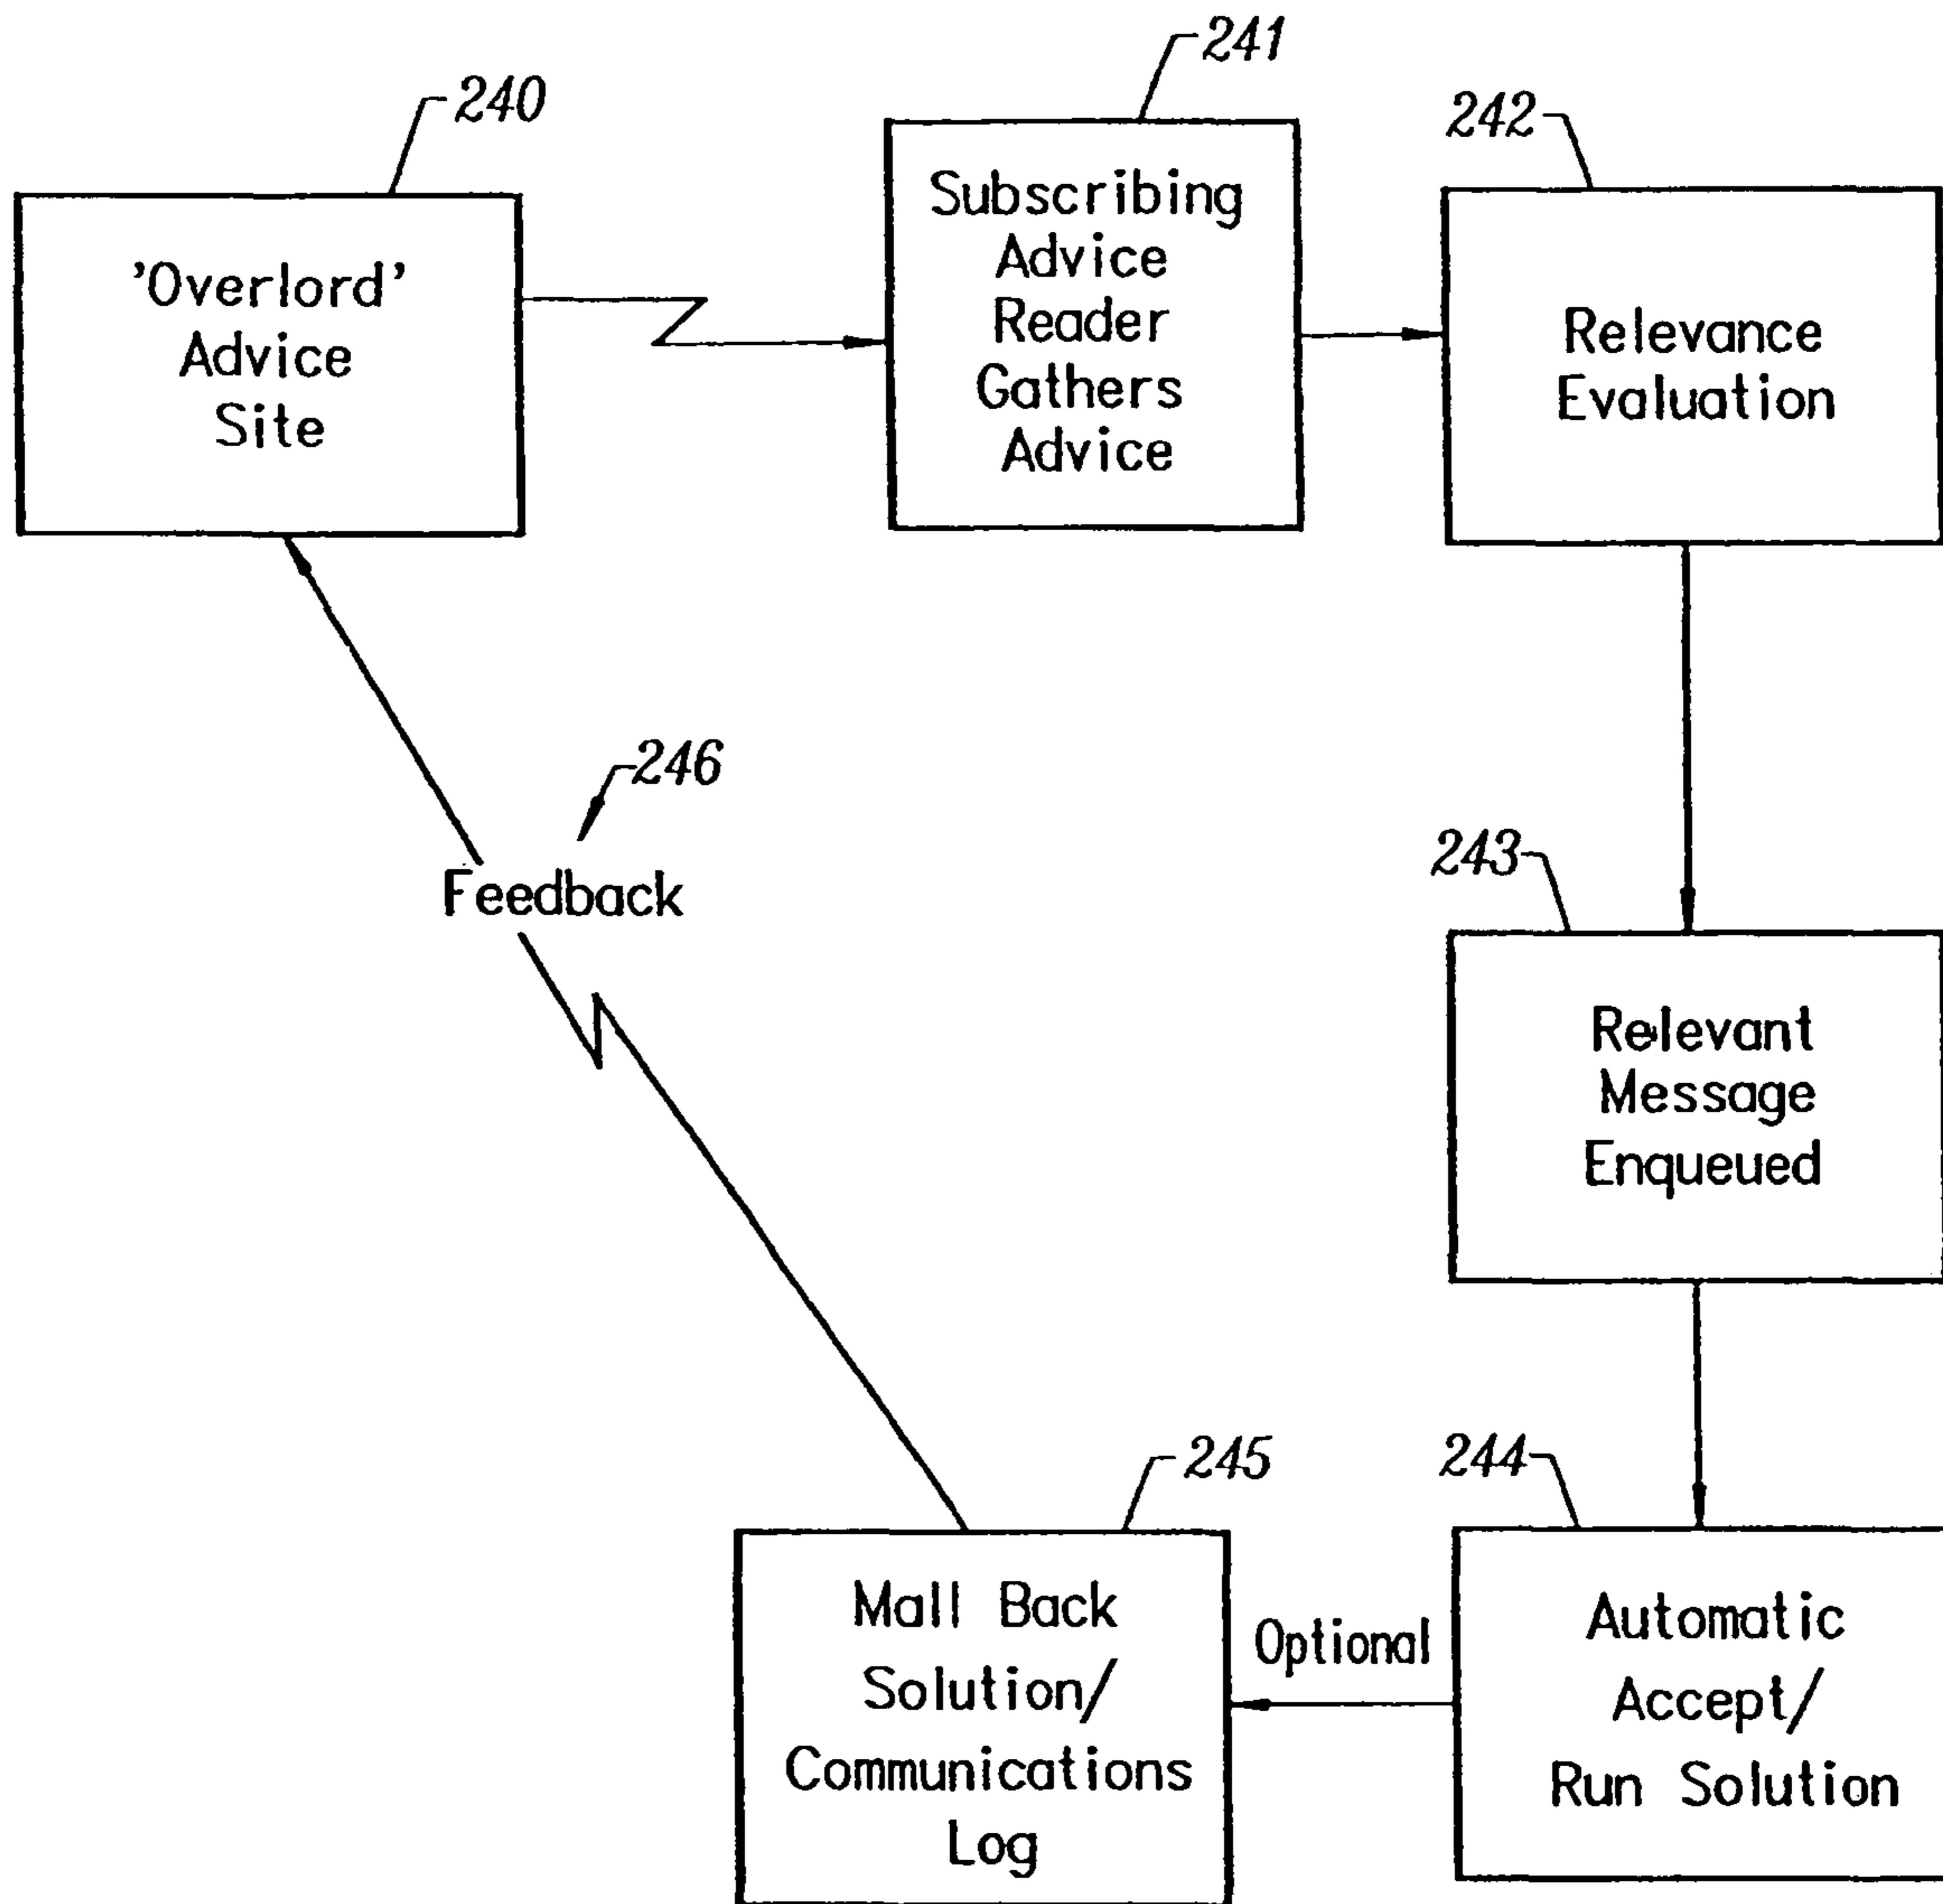 240
'Overlord'
Advice
Site
241
Subscribing
Advice
Reader
Gathers
Advice
242
Relevance
Evaluation
243
Relevant
Message
Enqueued
244
Automatic
Accept/
Run Solution
Optional
245
Mall Back
Solution/
Communications
Log
246
Feedback